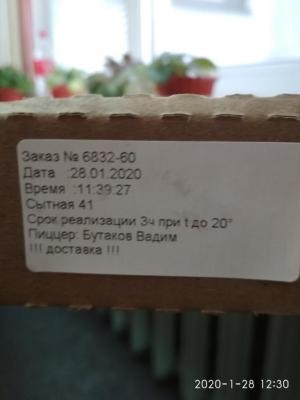 Заказ № 6832-60
Дата :28.01.2020
Время :11:39:27
Сытная 41
Срок реализации 3ч при t до 20°
Пиццер: Бутаков Вадим
!!! доставка !!!
2020-1-28 12:30